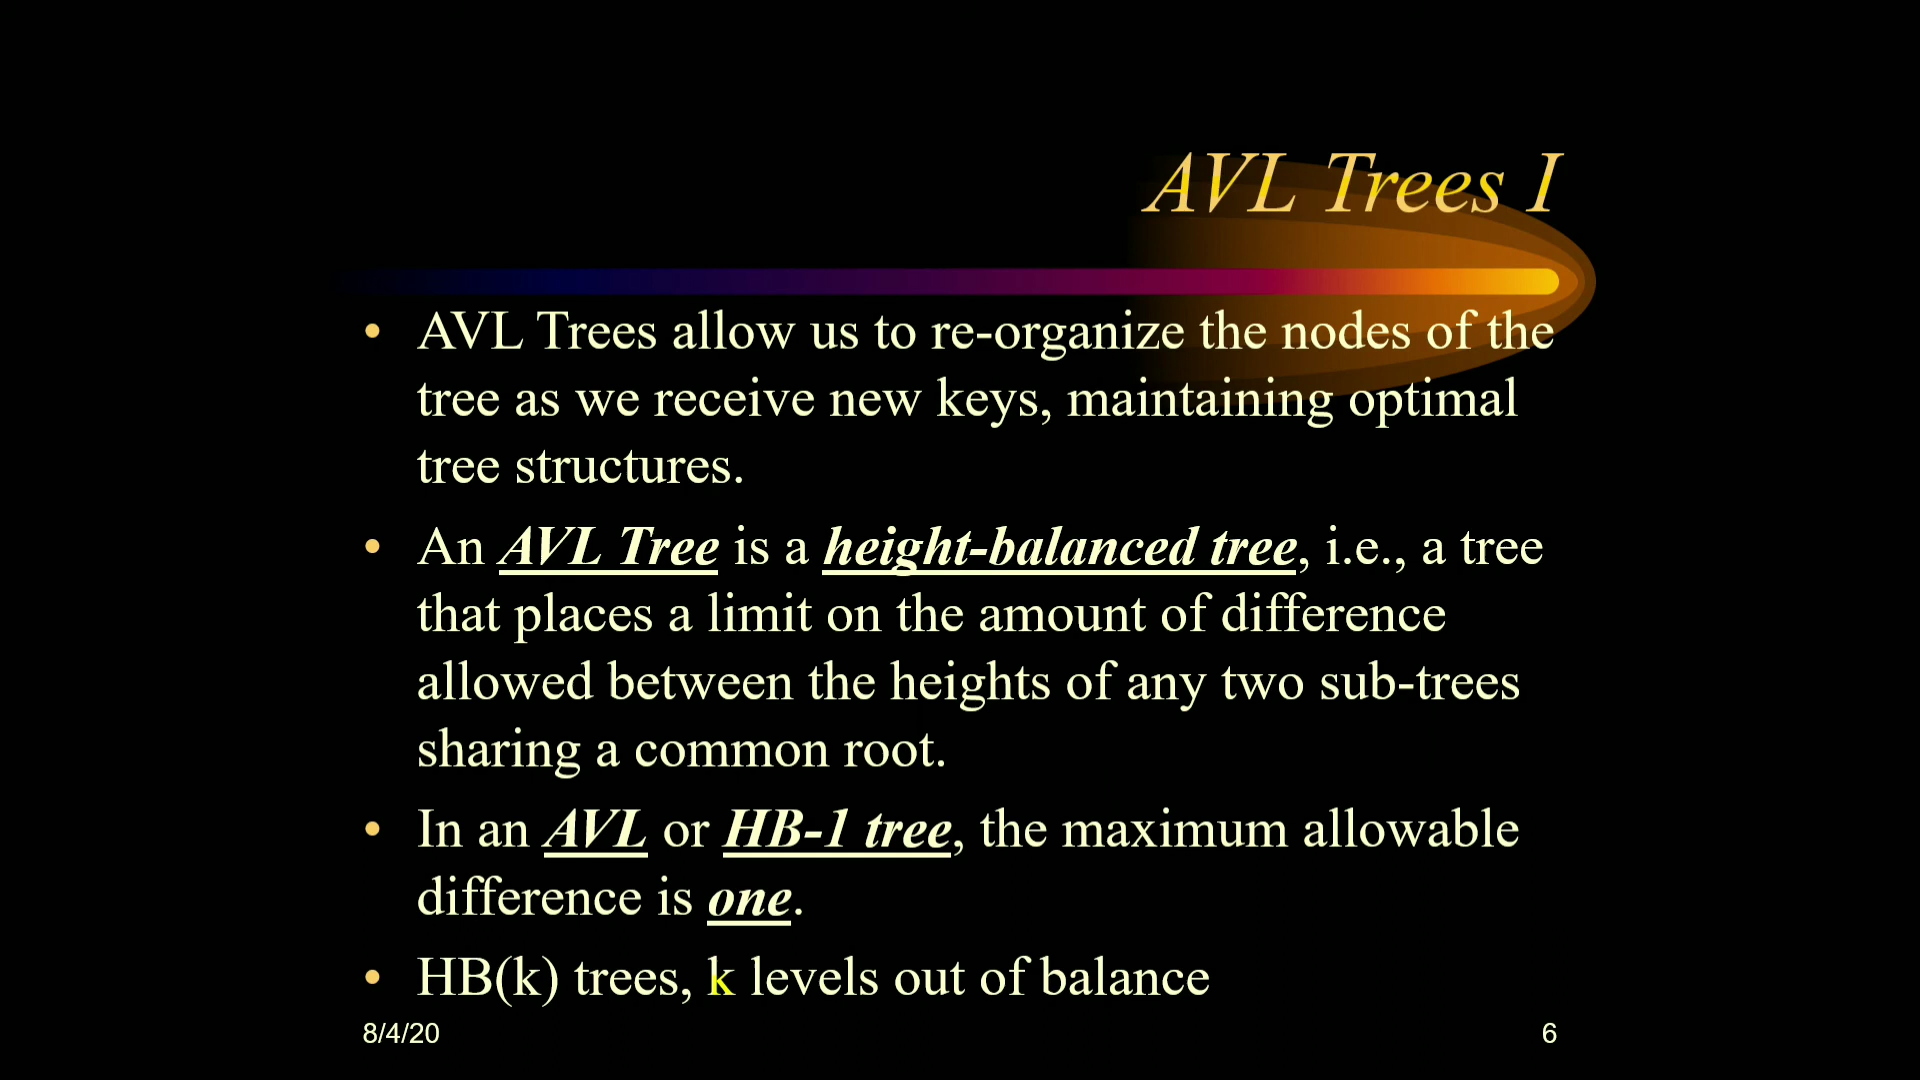 AVL Trees I
• AVL Trees allow us to re-organize the nodes of the
tree as we receive new keys, maintaining optimal
tree structures.
• An AVL Tree is a height-balanced tree, i.e., a tree
that places a limit on the amount of difference
allowed between the heights of any two sub-trees
sharing a common root.
• In an AVL or HB-1 tree, the maximum allowable
difference is one.
• HB(k) trees, k levels out of balance
8/4/20
6